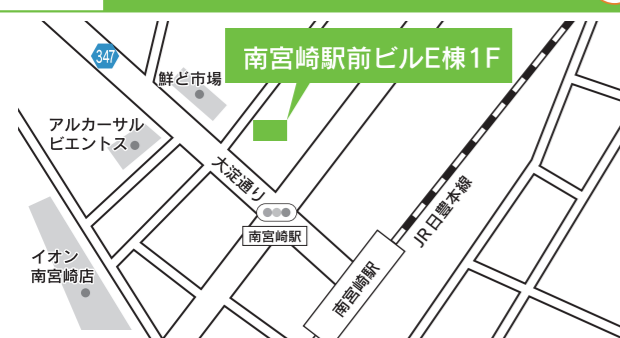 347
南宮崎駅前ビルE棟1F
鮮ど市場
アルカーサル
ビエントス
大淀通り
南宮崎駅
JR日豊本線
イオン
南宮崎店
南宮崎駅